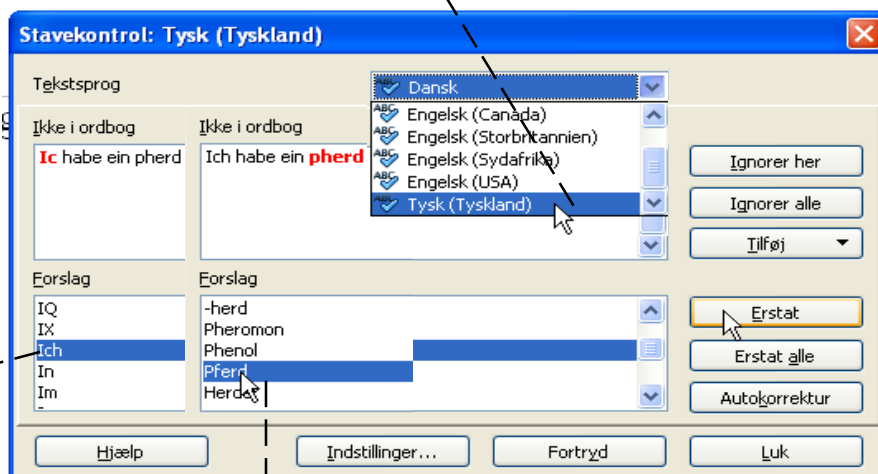 Stavekontrol: Tysk (Tyskland)
Tekstsprog
Dansk
Engelsk (Canada)
Engelsk (Storbritannien)
Engelsk (Sydafrika)
Engelsk (USA)
Tysk (Tyskland)
Ikke i ordbog
Ic habe ein pherd
Ikke i ordbog
Ich habe ein pherd
Ignorer her
Ignorer alle
Tilføj
Forslag
IQ
IX
Ich
In
Im
Forslag
-herd
Pheromon
Phenol
Pferd
Herder
Erstat
Erstat alle
Autokorrektur
Hjælp
Indstillinger...
Fortryd
Luk